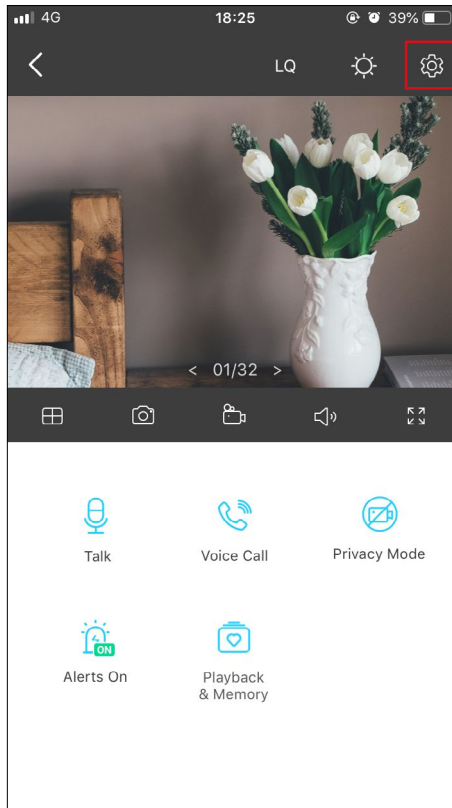 4G 18:25 39%
LQ
< 01/32 >
Talk Voice Call Privacy Mode
ON
Alerts On Playback
& Memory